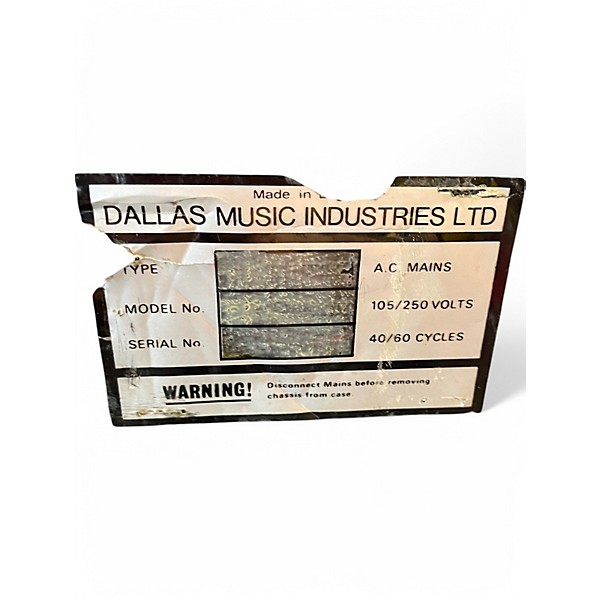 Made in
DALLAS MUSIC INDUSTRIES LTD
TYPE A.C. MAINS
MODEL No. 105/250 VOLTS
SERIAL No. 40/60 CYCLES
WARNING! Disconnect Mains before removing
chassis from case.